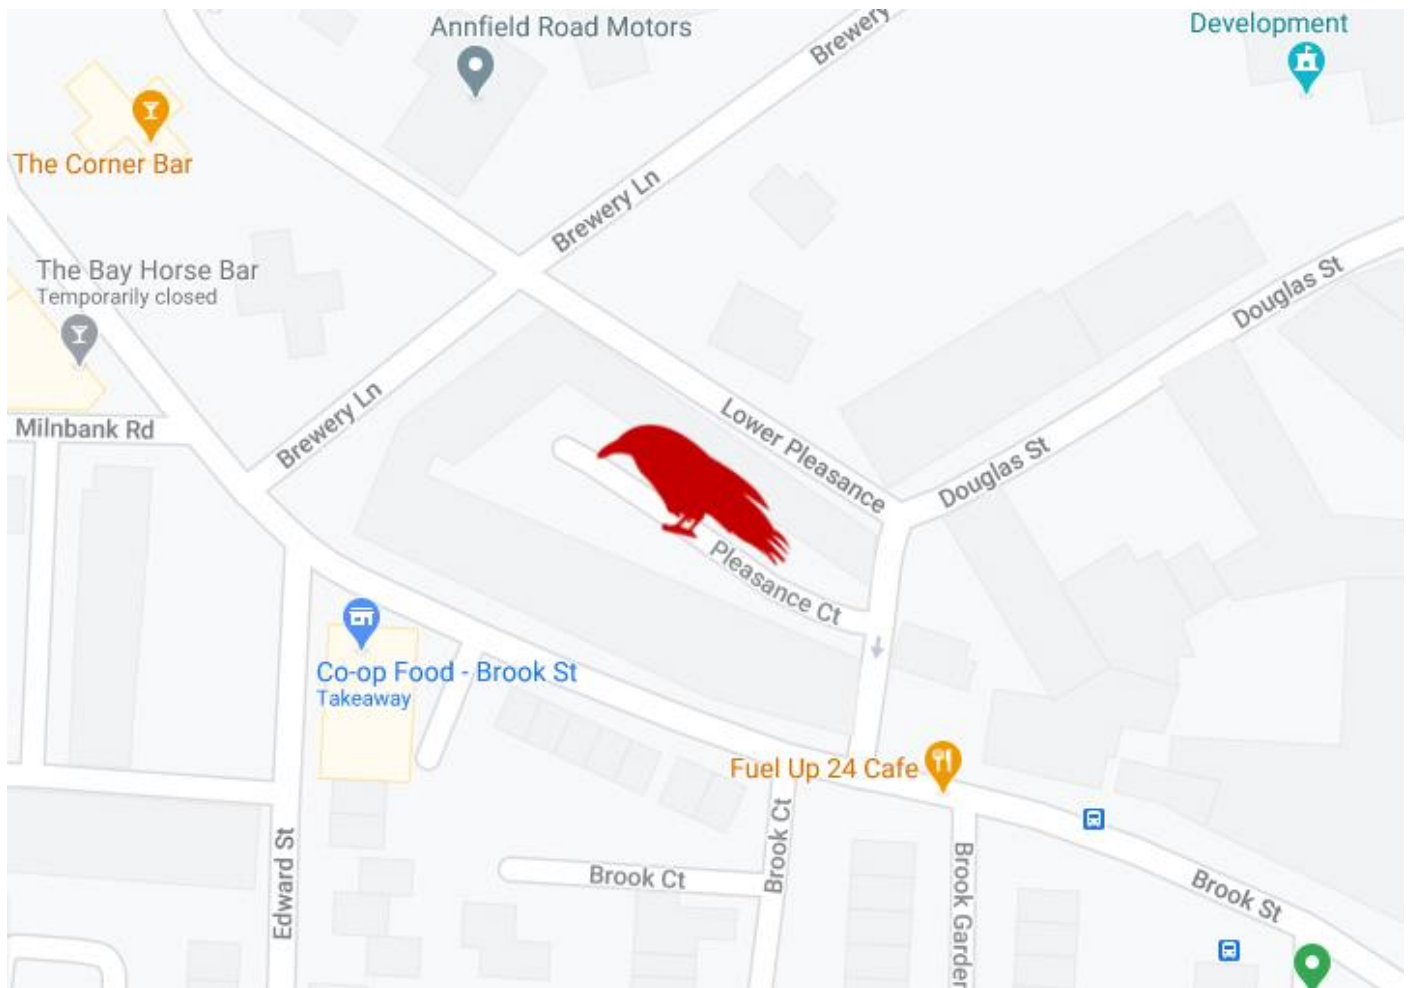 Annfield Road Motors
Brewery
Development
The Corner Bar
Brewery Ln
The Bay Horse Bar
Temporarily closed
Douglas St
Milnbank Rd
Brewery Ln
Lower Pleasance
Douglas St
Pleasance Ct
Co-op Food - Brook St
Takeaway
Fuel Up 24 Cafe
Edward St
Brook Ct
Brook Ct
Brook Garden
Brook St